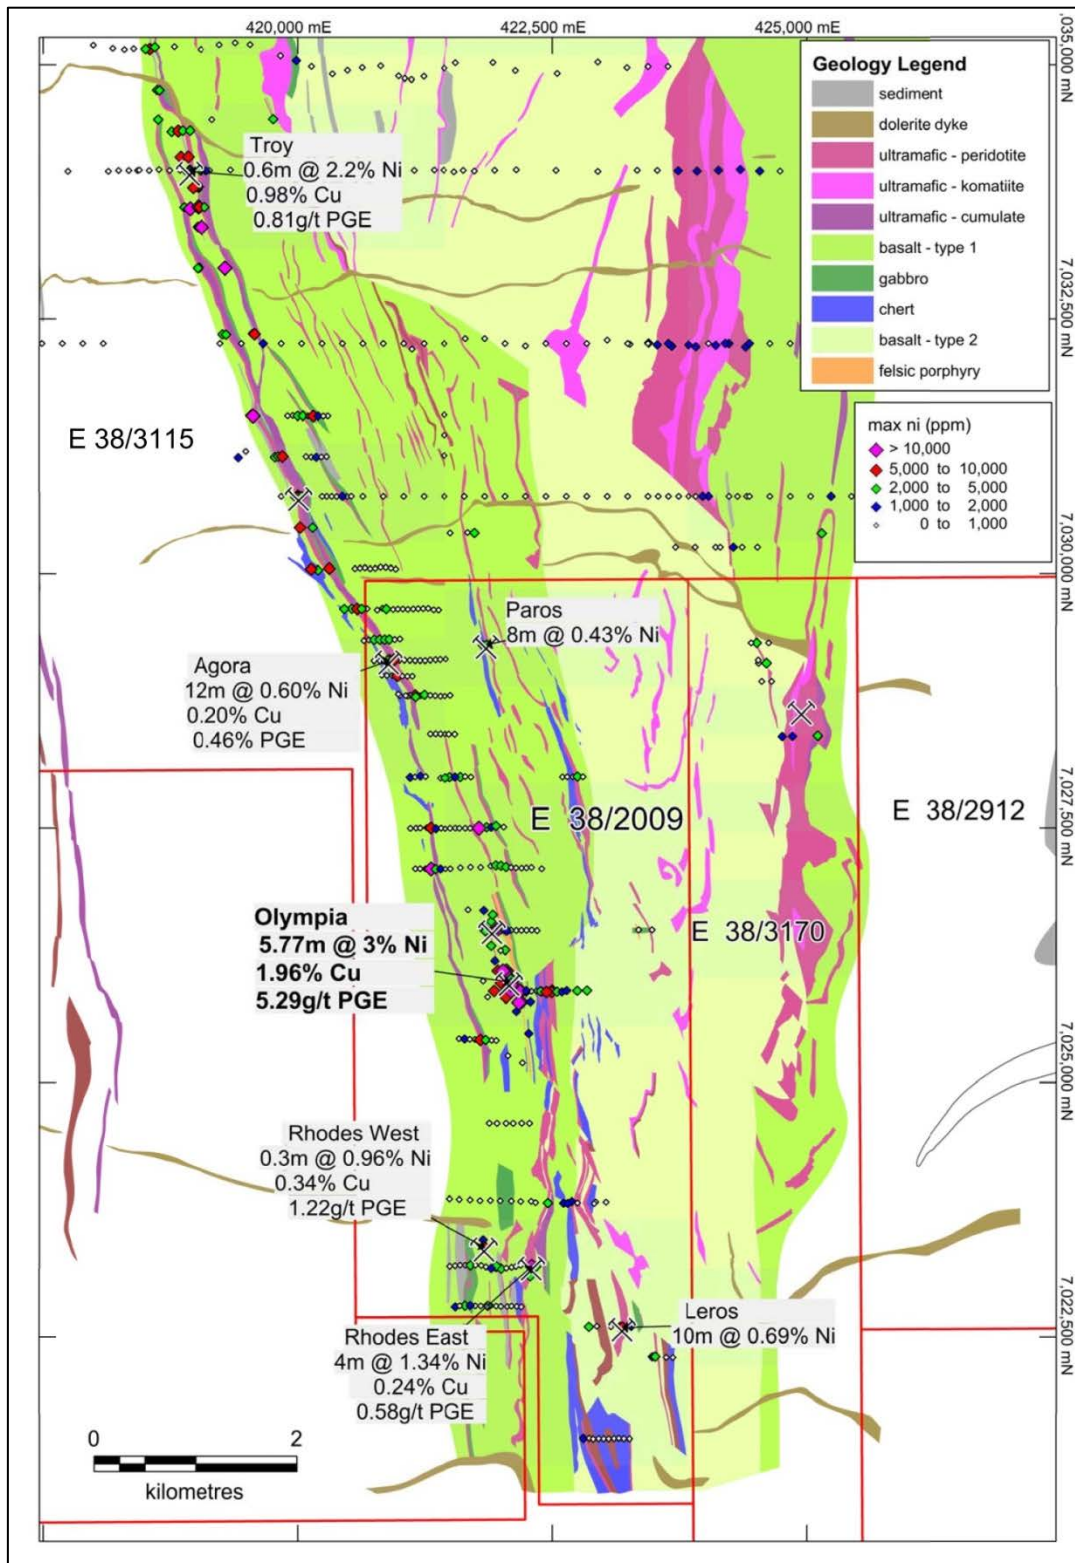 420,000 mE
422,500 mE
425,000 mE
7,035,000 mN
Geology Legend
sediment
dolerite dyke
ultramafic - peridotite
ultramafic - komatiite
ultramafic - cumulate
basalt - type 1
gabbro
chert
basalt - type 2
felsic porphyry
Troy
0.6m @ 2.2% Ni
0.98% Cu
0.81g/t PGE
7,032,500 mN
max ni (ppm)
> 10,000
5,000 to 10,000
2,000 to 5,000
1,000 to 2,000
0 to 1,000
E 38/3115
7,030,000 mN
Paros
8m @ 0.43% Ni
Agora
12m @ 0.60% Ni
0.20% Cu
0.46% PGE
E 38/2009
E 38/2912
7,027,500 mN
Olympia
5.77m @ 3% Ni
1.96% Cu
5.29g/t PGE
E 38/3170
7,025,000 mN
Rhodes West
0.3m @ 0.96% Ni
0.34% Cu
1.22g/t PGE
Leros
10m @ 0.69% Ni
7,022,500 mN
Rhodes East
4m @ 1.34% Ni
0.24% Cu
0.58g/t PGE
0 2
kilometres